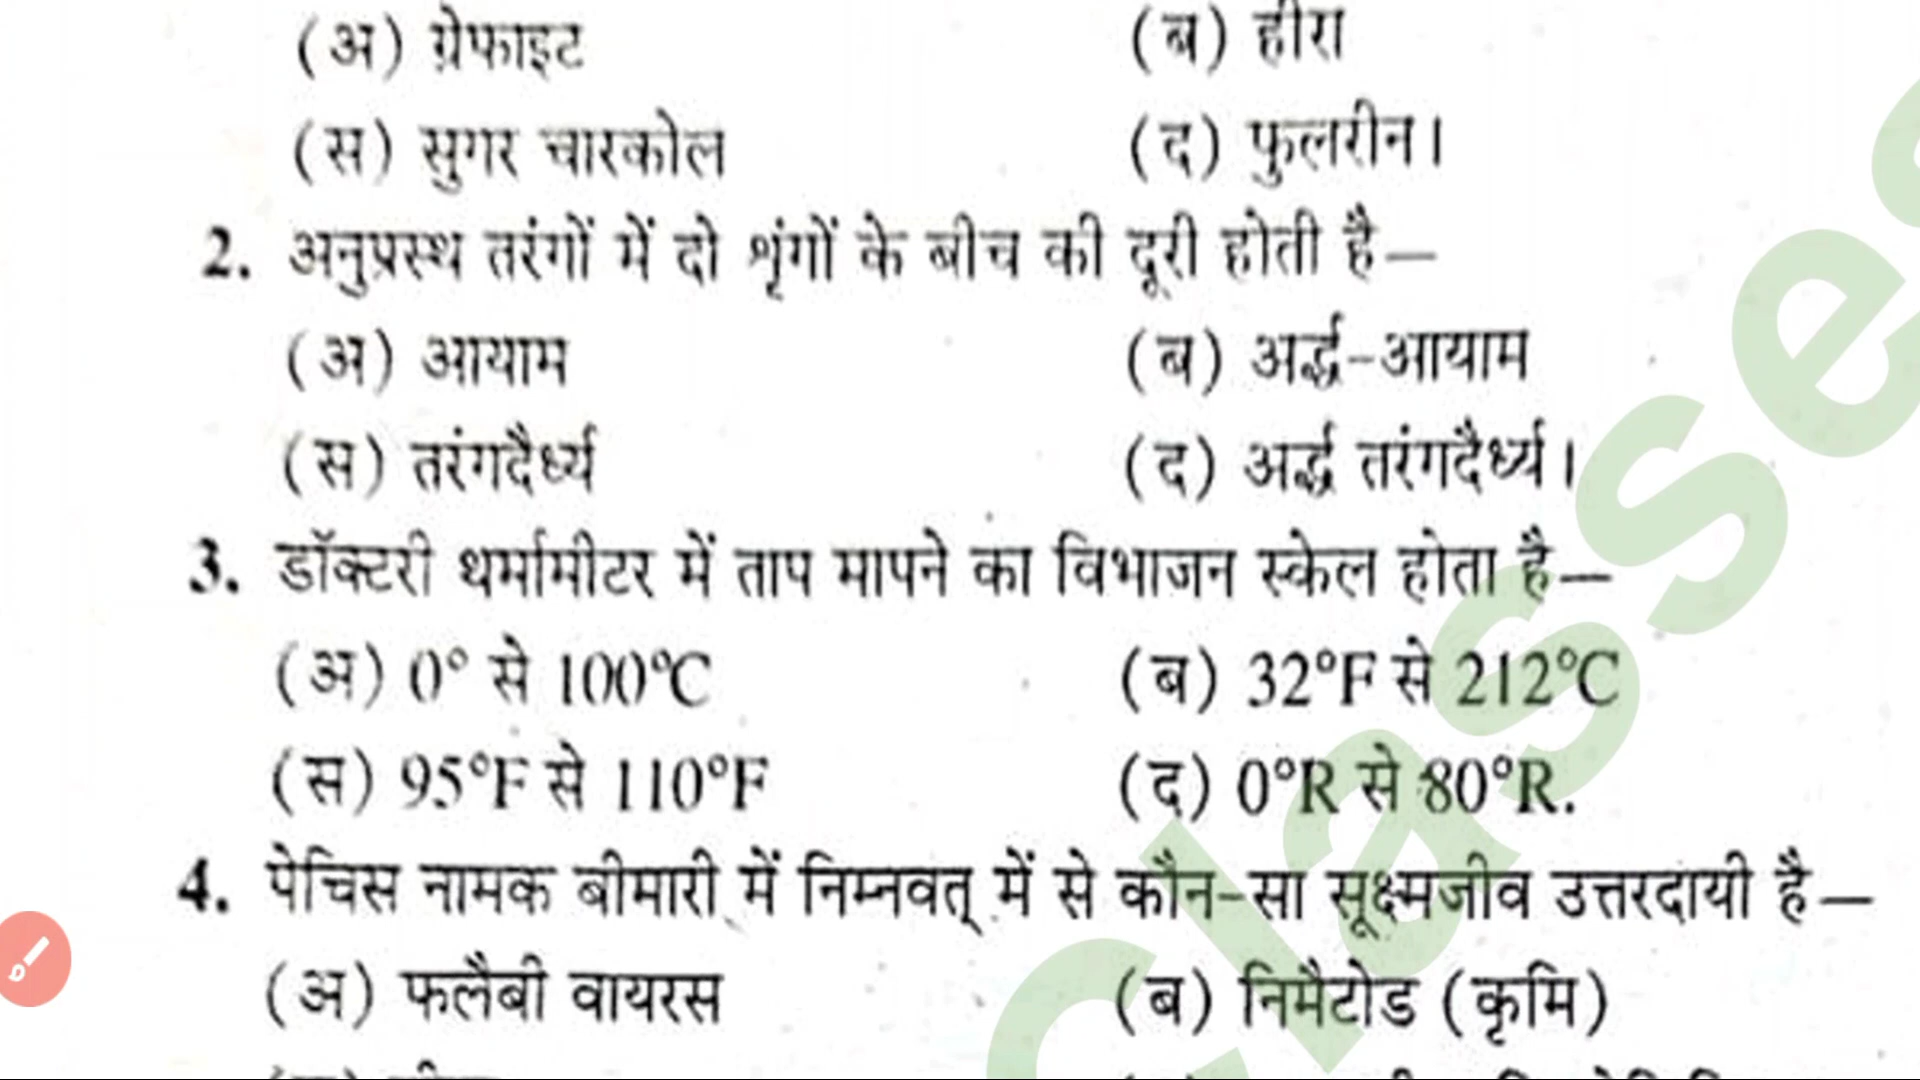 (अ) ग्रेफाइट (ब) हीरा
(स) सुगर चारकोल (द) फुलरीन।
2. अनुप्रस्थ तरंगों में दो शृंगों के बीच की दूरी होती है—
(अ) आयाम (ब) अर्द्ध-आयाम
(स) तरंगदैर्ध्य (द) अर्द्ध तरंगदैर्ध्य।
3. डॉक्टरी थर्मामीटर में ताप मापने का विभाजन स्केल होता है—
(अ) 0° से 100°C (ब) 32°F से 212°C
(स) 95°F से 110°F (द) 0°R से 80°R.
4. पेचिस नामक बीमारी में निम्नवत् में से कौन-सा सूक्ष्मजीव उत्तरदायी है—
(अ) फलैबी वायरस (ब) निमैटोड (कृमि)
classes